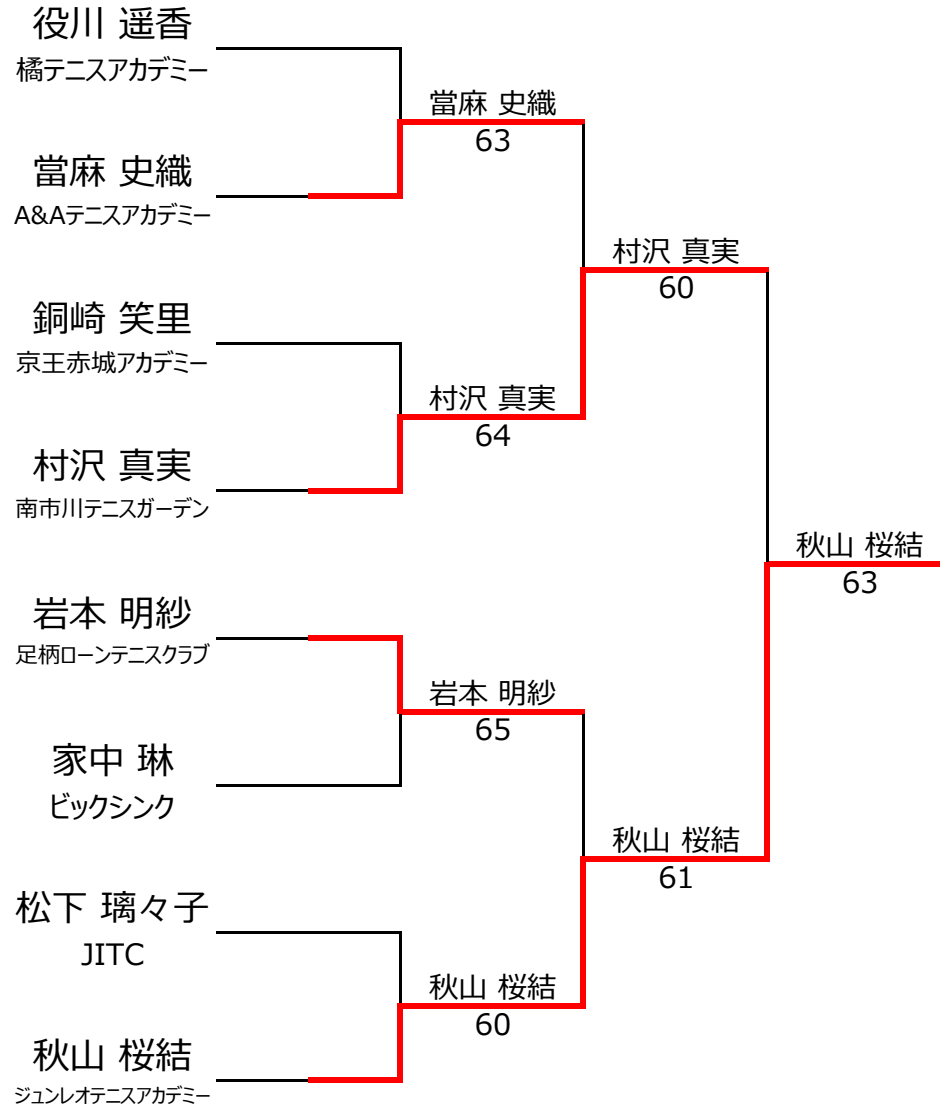 役川 遥香
橘テニスアカデミー
當麻 史織
63
當麻 史織
A&Aテニスアカデミー
村沢 真実
60
銅崎 笑里
京王赤城アカデミー
村沢 真実
64
村沢 真実
南市川テニスガーデン
秋山 桜結
63
岩本 明紗
足柄ローンテニスクラブ
岩本 明紗
65
家中 琳
ビックシンク
秋山 桜結
61
松下 璃々子
JITC
秋山 桜結
60
秋山 桜結
ジュンレオテニスアカデミー